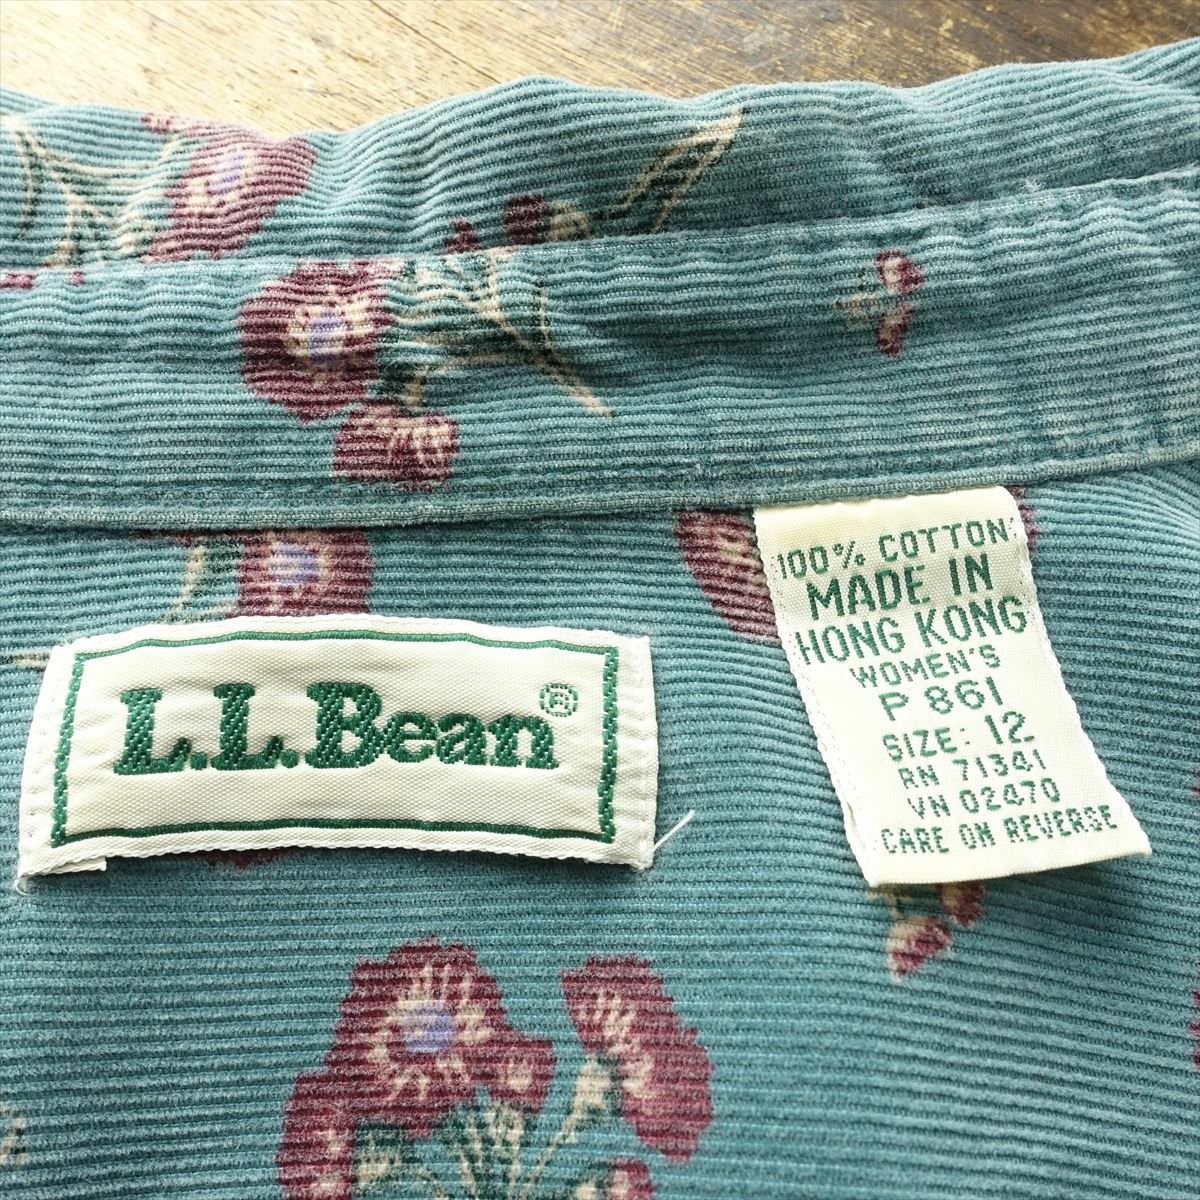 L.L.Bean®
100% COTTON
MADE IN
HONG KONG
WOMEN'S
P 861
SIZE: 12
RN 71341
VN 02470
CARE ON REVERSE